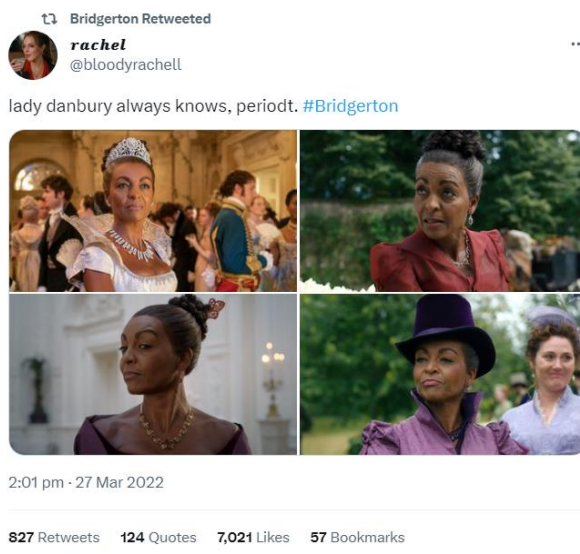 Bridgerton Retweeted
rachel
@bloodyrachell
lady danbury always knows, periodt. #Bridgerton
2:01 pm · 27 Mar 2022
827 Retweets 124 Quotes 7,021 Likes 57 Bookmarks